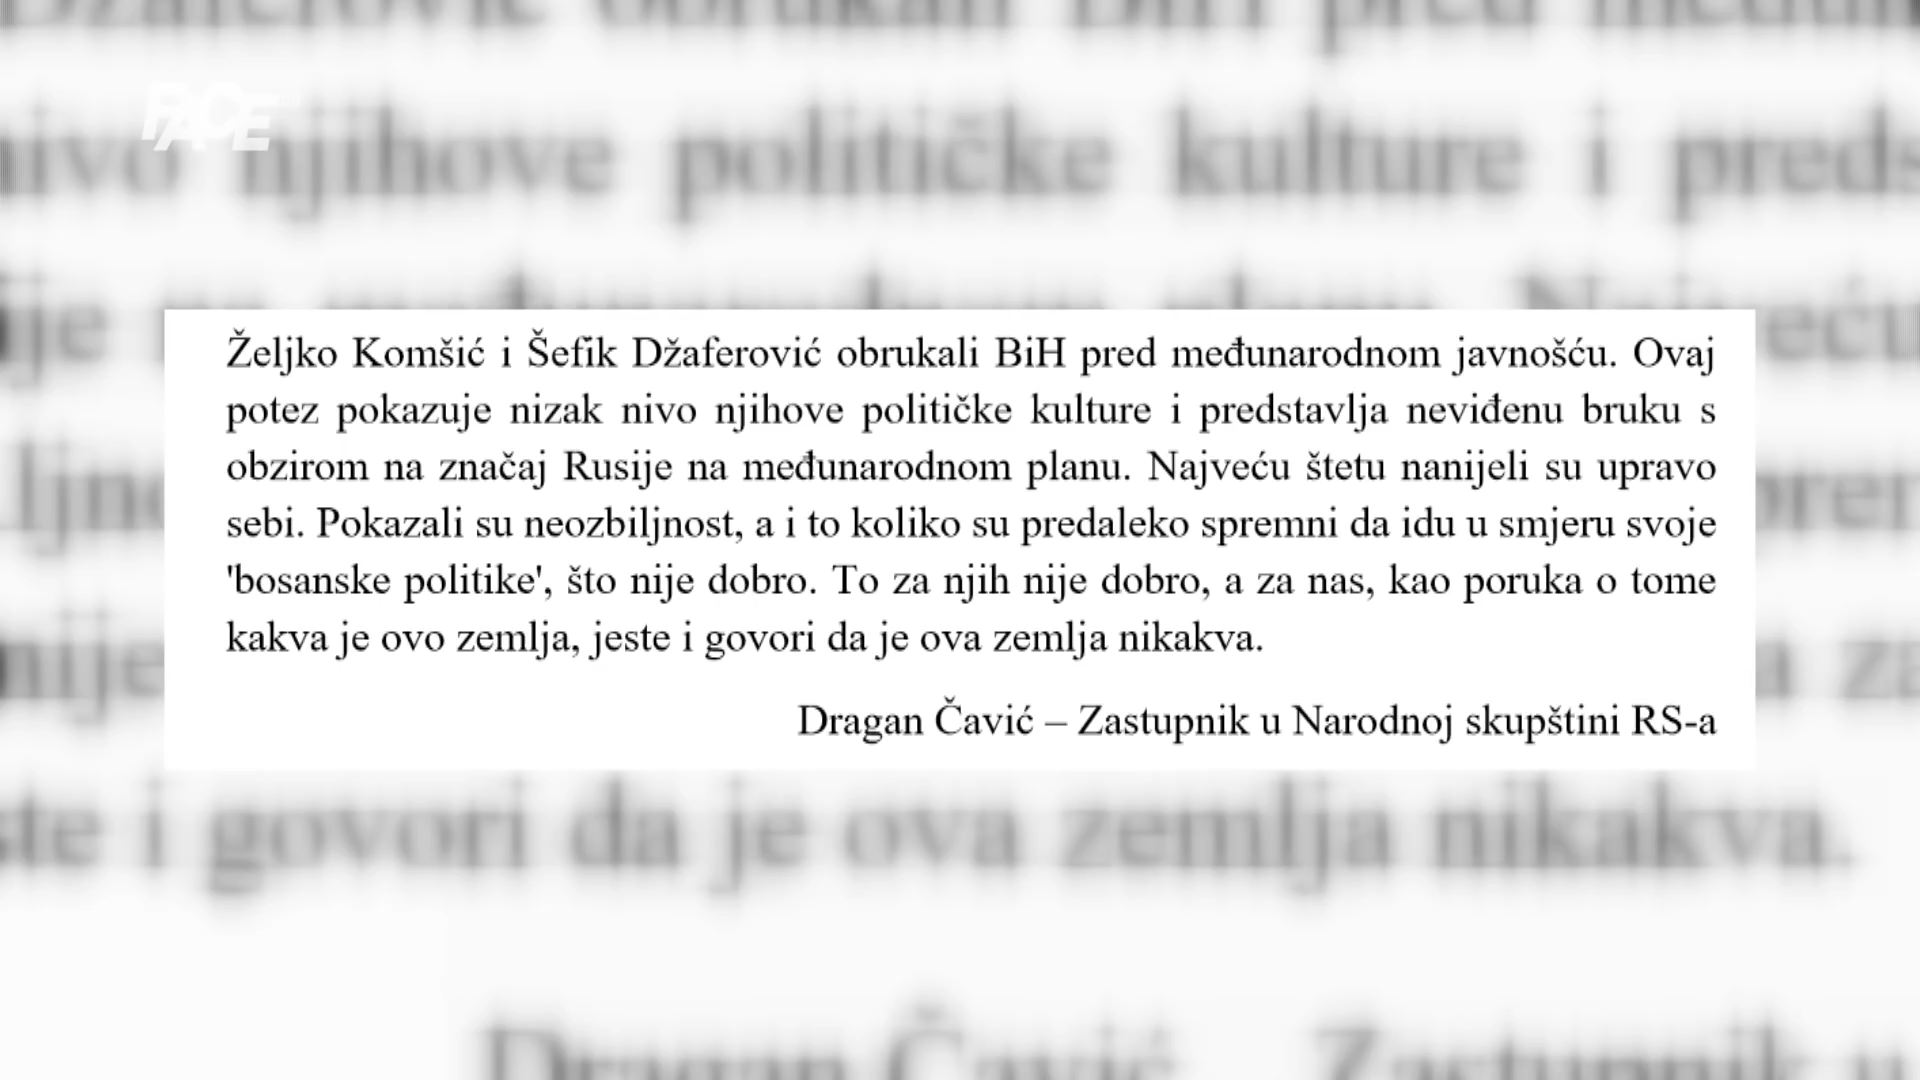 FACE
Željko Komšić i Šefik Džaferović obrukali BiH pred međunarodnom javnošću. Ovaj
potez pokazuje nizak nivo njihove političke kulture i predstavlja neviđenu bruku s
obzirom na značaj Rusije na međunarodnom planu. Najveću štetu nanijeli su upravo
sebi. Pokazali su neozbiljnost, a i to koliko su predaleko spremni da idu u smjeru svoje
'bosanske politike', što nije dobro. To za njih nije dobro, a za nas, kao poruka o tome
kakva je ovo zemlja, jeste i govori da je ova zemlja nikakva.
Dragan Čavić – Zastupnik u Narodnoj skupštini RS-a